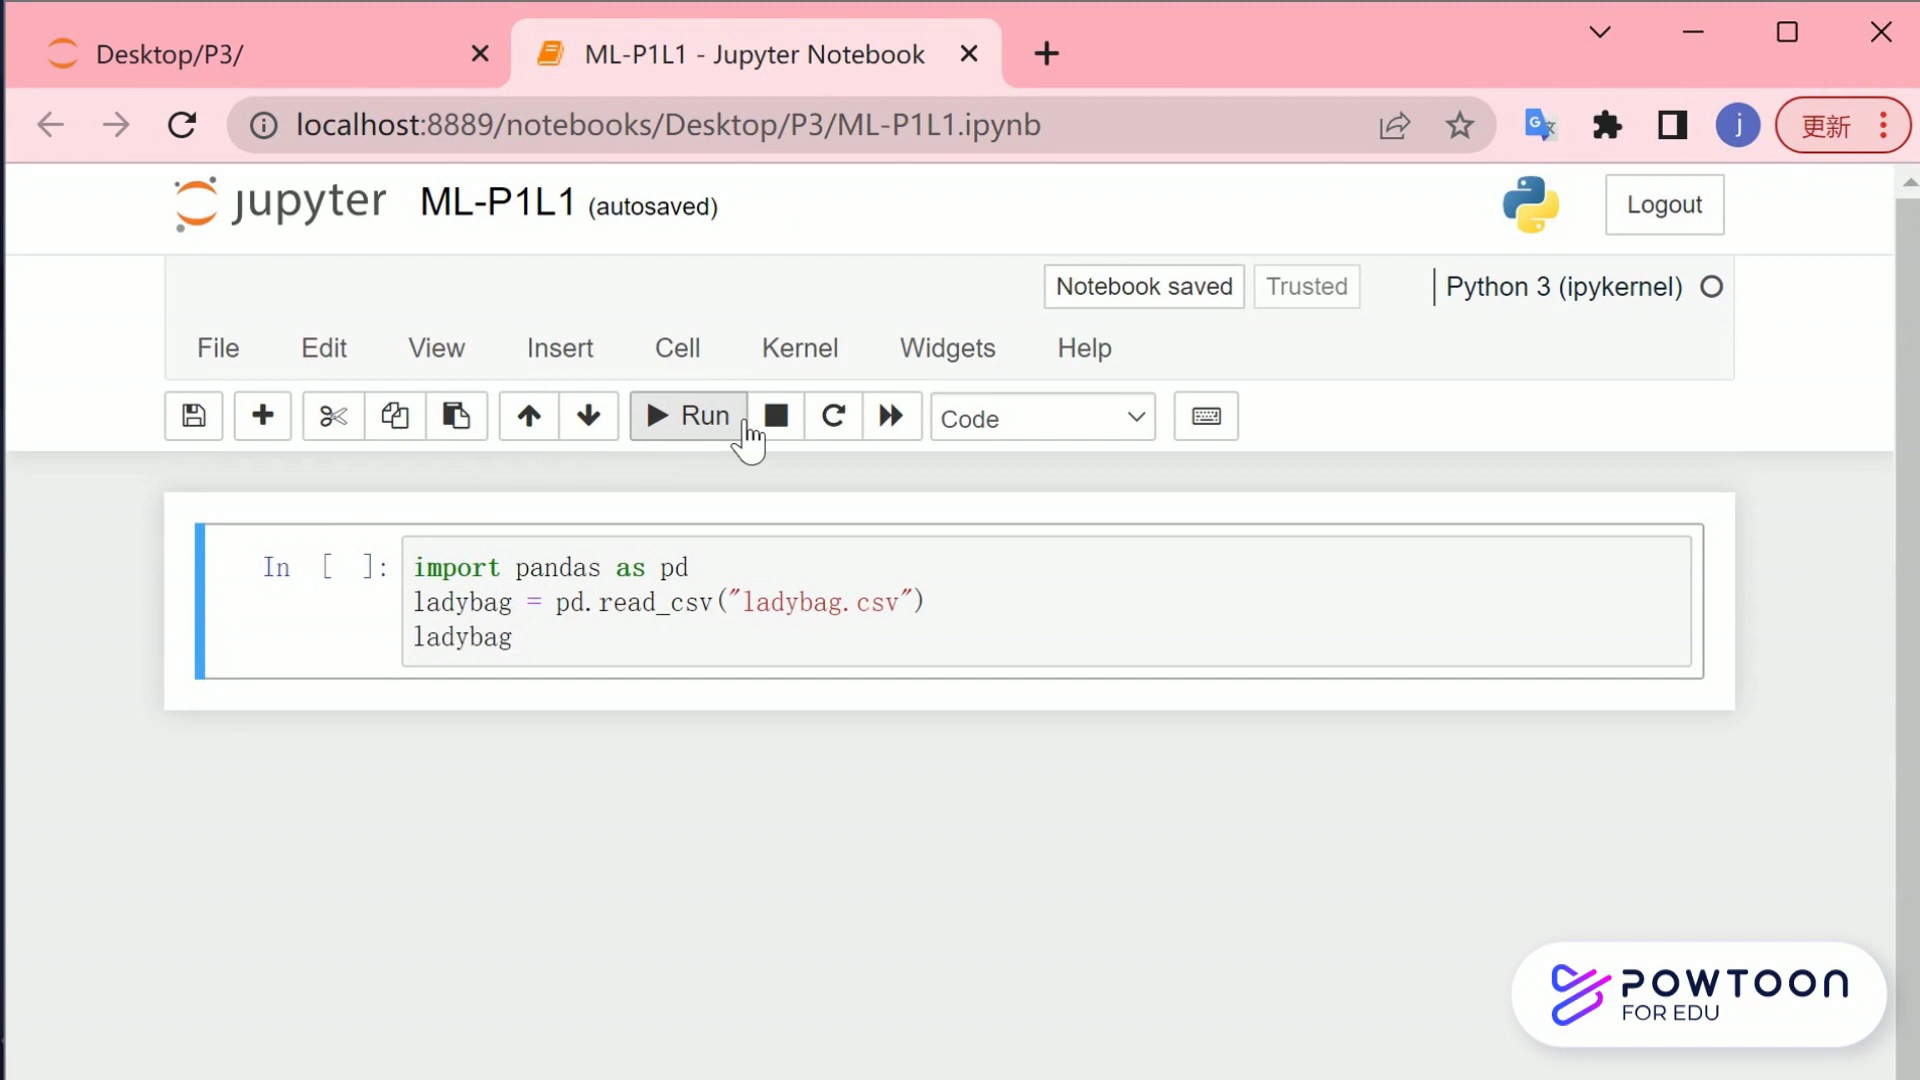 Desktop/P3/
ML-P1L1 - Jupyter Notebook
localhost:8889/notebooks/Desktop/P3/ML-P1L1.ipynb
G
j
更新
jupyter ML-P1L1 (autosaved)
Logout
Notebook saved
Trusted
Python 3 (ipykernel)
File Edit View Insert Cell Kernel Widgets Help
Run
Code
In [ ]:
import pandas as pd
ladybag = pd.read_csv("ladybag.csv")
ladybag
POWTOON
FOR EDU